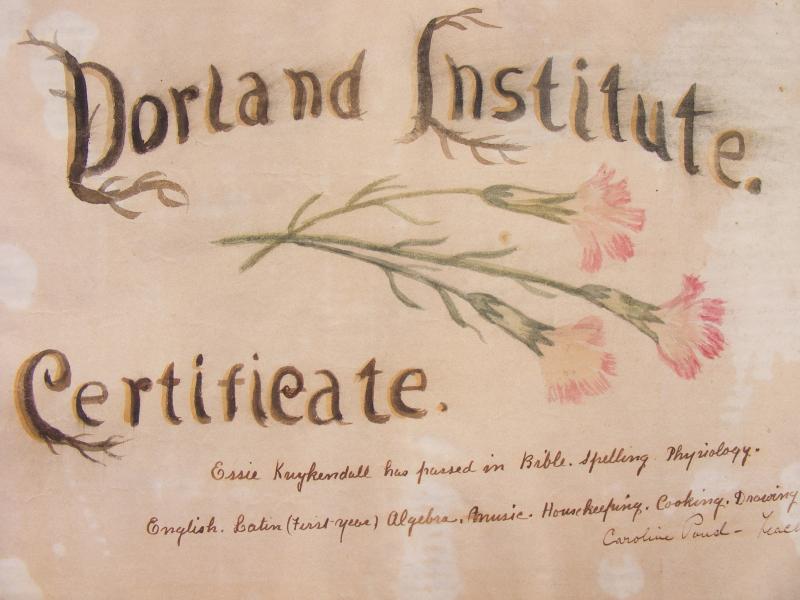 Dorland Institute.
Certificate.
Essie Kuykendall has passed in Bible. Spelling. Physiology.
English. Latin (First-year) Algebra. Music. Housekeeping. Cooking. Drawing
Caroline Pond -